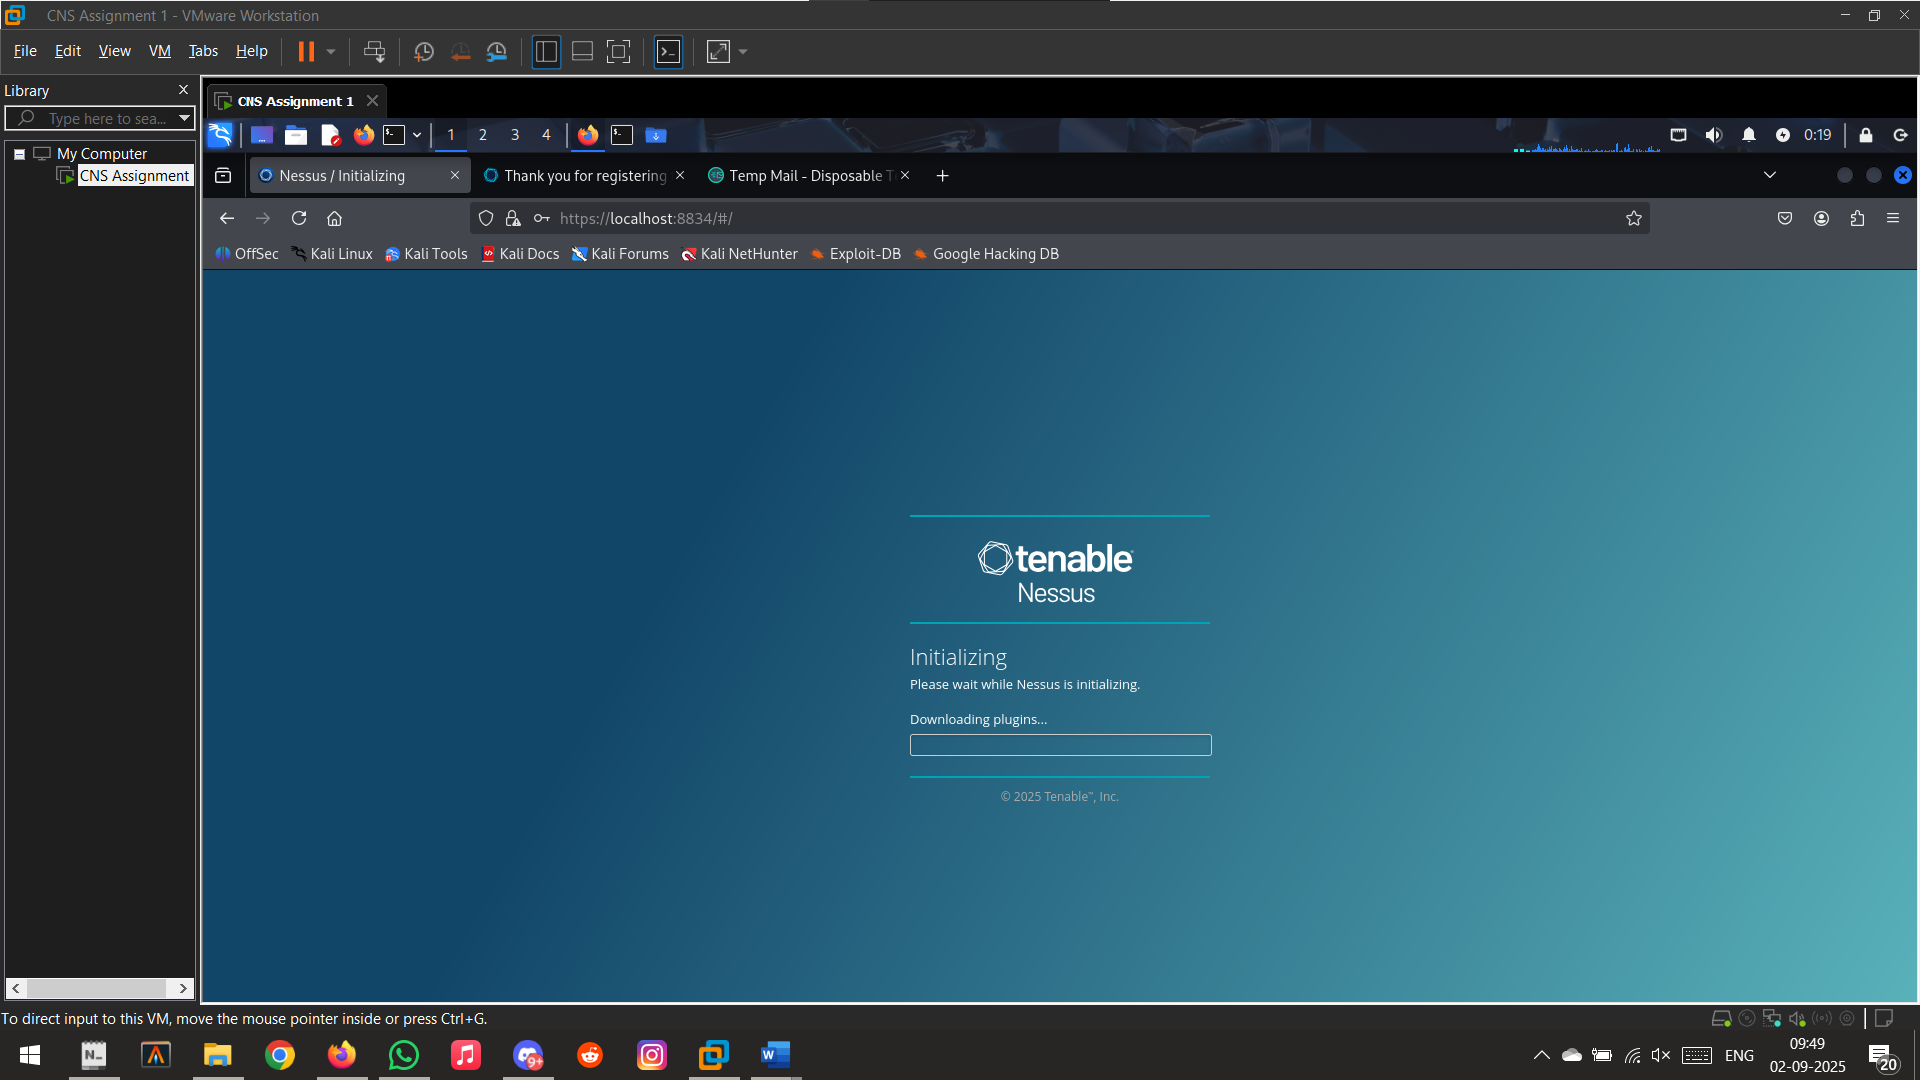 CNS Assignment 1 - VMware Workstation
File Edit View VM Tabs Help
Library
Type here to sea...
My Computer
CNS Assignment
CNS Assignment 1
1 2 3 4
0:19
Nessus / Initializing
Thank you for registering
Temp Mail - Disposable T
https://localhost:8834/#/
OffSec Kali Linux Kali Tools Kali Docs Kali Forums Kali NetHunter Exploit-DB Google Hacking DB
tenable
Nessus
Initializing
Please wait while Nessus is initializing.
Downloading plugins...
© 2025 Tenable™, Inc.
To direct input to this VM, move the mouse pointer inside or press Ctrl+G.
N
9+
W
ENG
09:49
02-09-2025
20